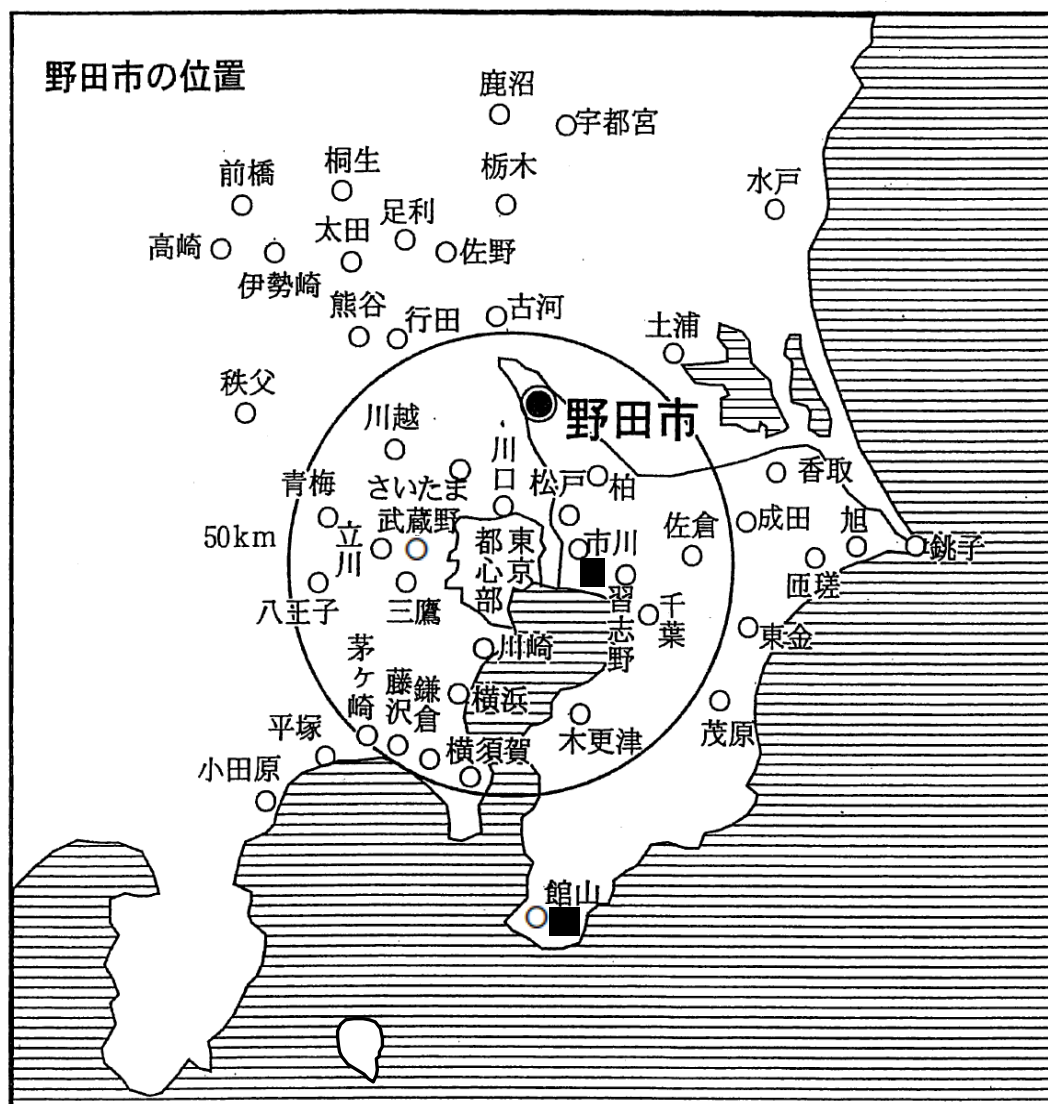 野田市の位置
鹿沼
宇都宮
桐生
栃木
前橋
水戸
足利
太田
高崎
佐野
伊勢崎
熊谷
古河
行田
土浦
秩父
川越
野田市
川口
香取
さいたま
松戸
柏
青梅
武蔵野
佐倉
成田
旭
50km
立川
東京都心部
市川
銚子
匝瑳
八王子
三鷹
習志野
千葉
東金
茅ヶ崎
川崎
藤沢
鎌倉
横浜
茂原
平塚
木更津
横須賀
小田原
館山